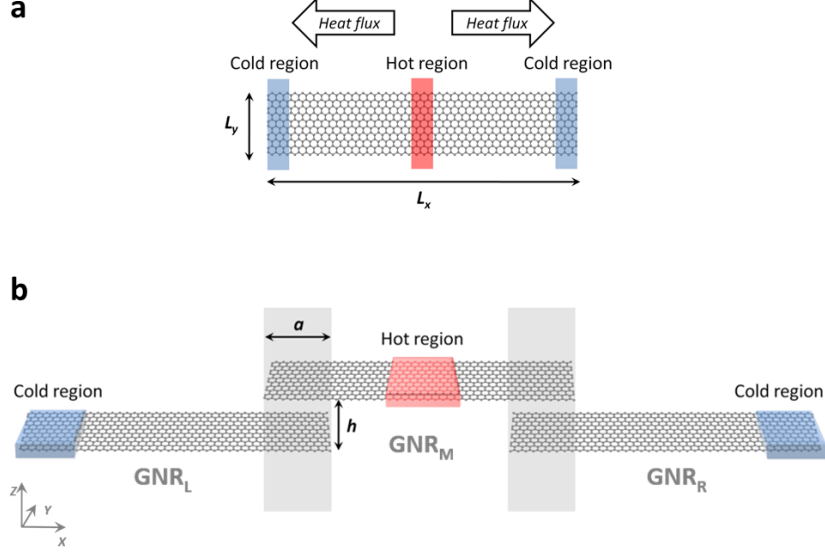 a
Heat flux
Heat flux
Cold region
Hot region
Cold region
Ly
Lx
b
a
Hot region
Cold region
Cold region
h
GNRM
GNRL
GNRR
Z
Y
X